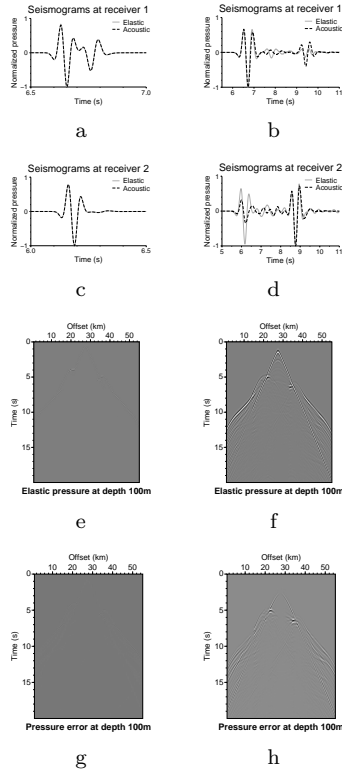 Seismograms at receiver 1
Normalized pressure
1
0
−1
6.5
7.0
Time (s)
Elastic
Acoustic
a
Seismograms at receiver 1
Normalized pressure
1
0
−1
6
7
8
9
10
11
Time (s)
Elastic
Acoustic
b
Seismograms at receiver 2
Normalized pressure
1
0
−1
6.0
6.5
Time (s)
Elastic
Acoustic
c
Seismograms at receiver 2
Normalized pressure
1
0
−1
5
6
7
8
9
10
11
Time (s)
Elastic
Acoustic
d
Offset (km)
10 20 30 40 50
Time (s)
0
5
10
15
Elastic pressure at depth 100m
e
Offset (km)
10 20 30 40 50
Time (s)
0
5
10
15
Elastic pressure at depth 100m
f
Offset (km)
10 20 30 40 50
Time (s)
0
5
10
15
Pressure error at depth 100m
g
Offset (km)
10 20 30 40 50
Time (s)
0
5
10
15
Pressure error at depth 100m
h